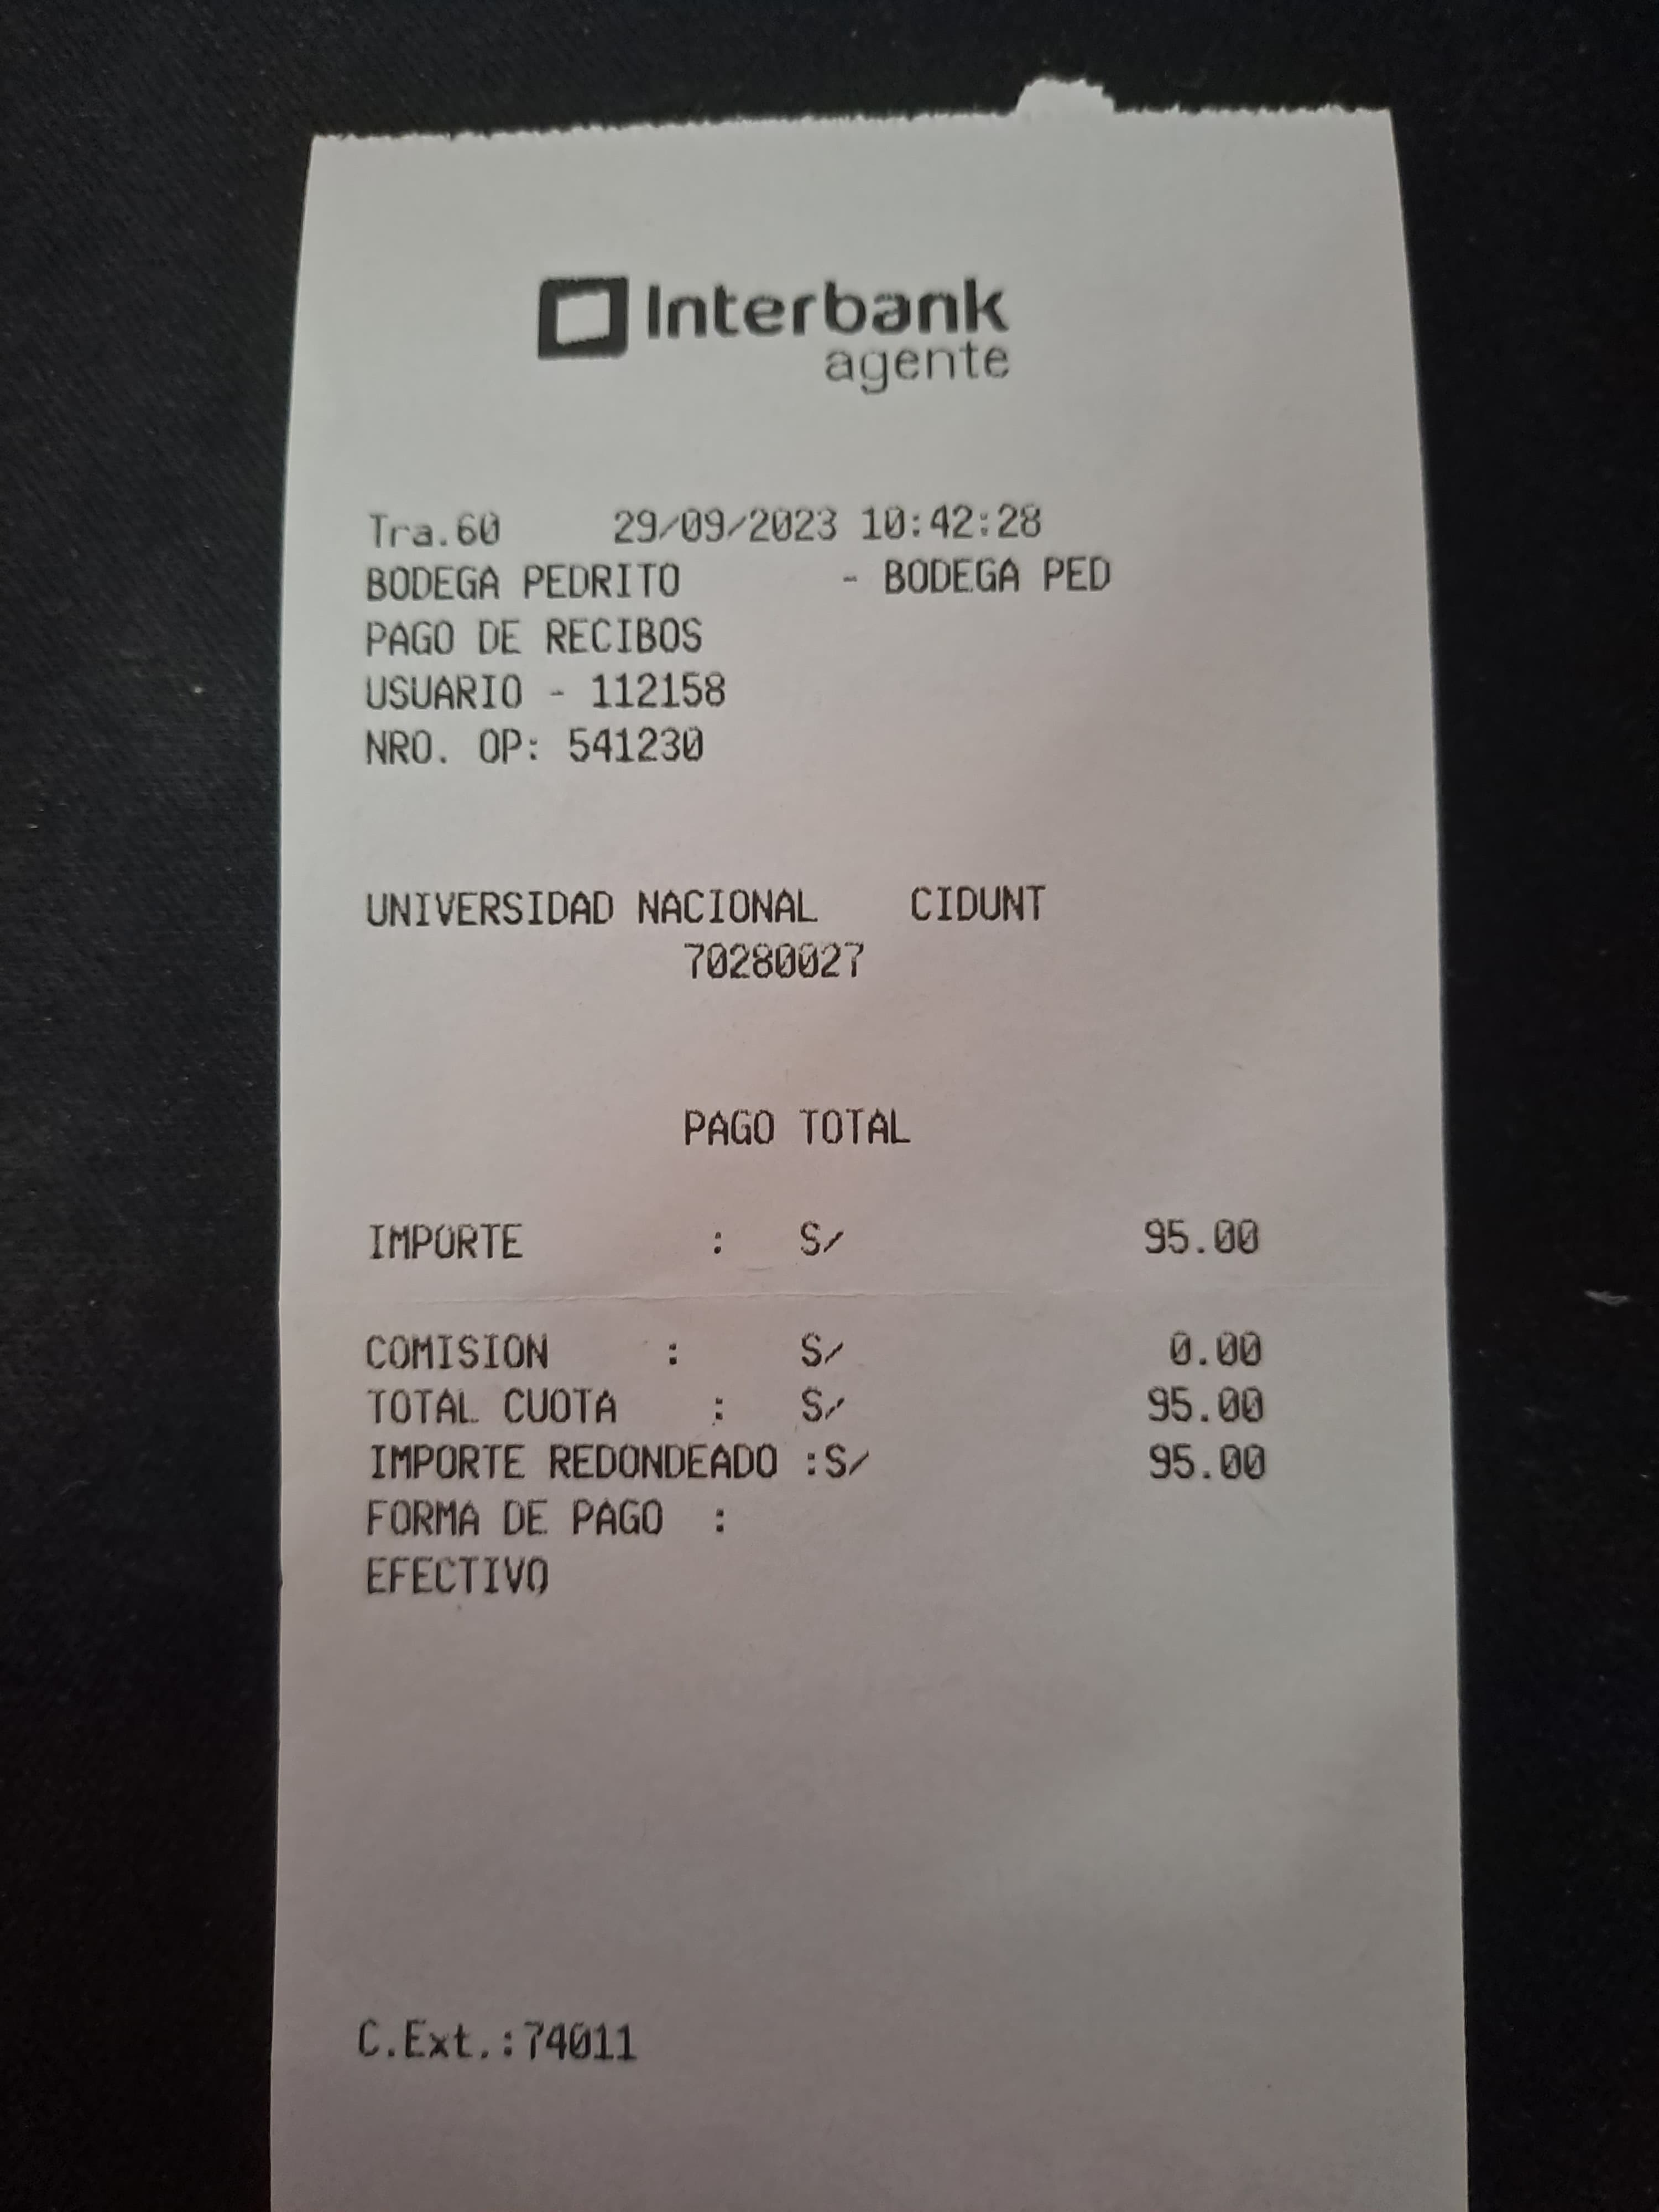 Interbank
agente
Tra.60 29/09/2023 10:42:28
BODEGA PEDRITO - BODEGA PED
PAGO DE RECIBOS
USUARIO - 112158
NRO. OP: 541230
UNIVERSIDAD NACIONAL CIDUNT
70280027
PAGO TOTAL
IMPORTE : S/ 95.00
COMISION : S/ 0.00
TOTAL CUOTA : S/ 95.00
IMPORTE REDONDEADO :S/ 95.00
FORMA DE PAGO :
EFECTIVO
C.Ext.:74011